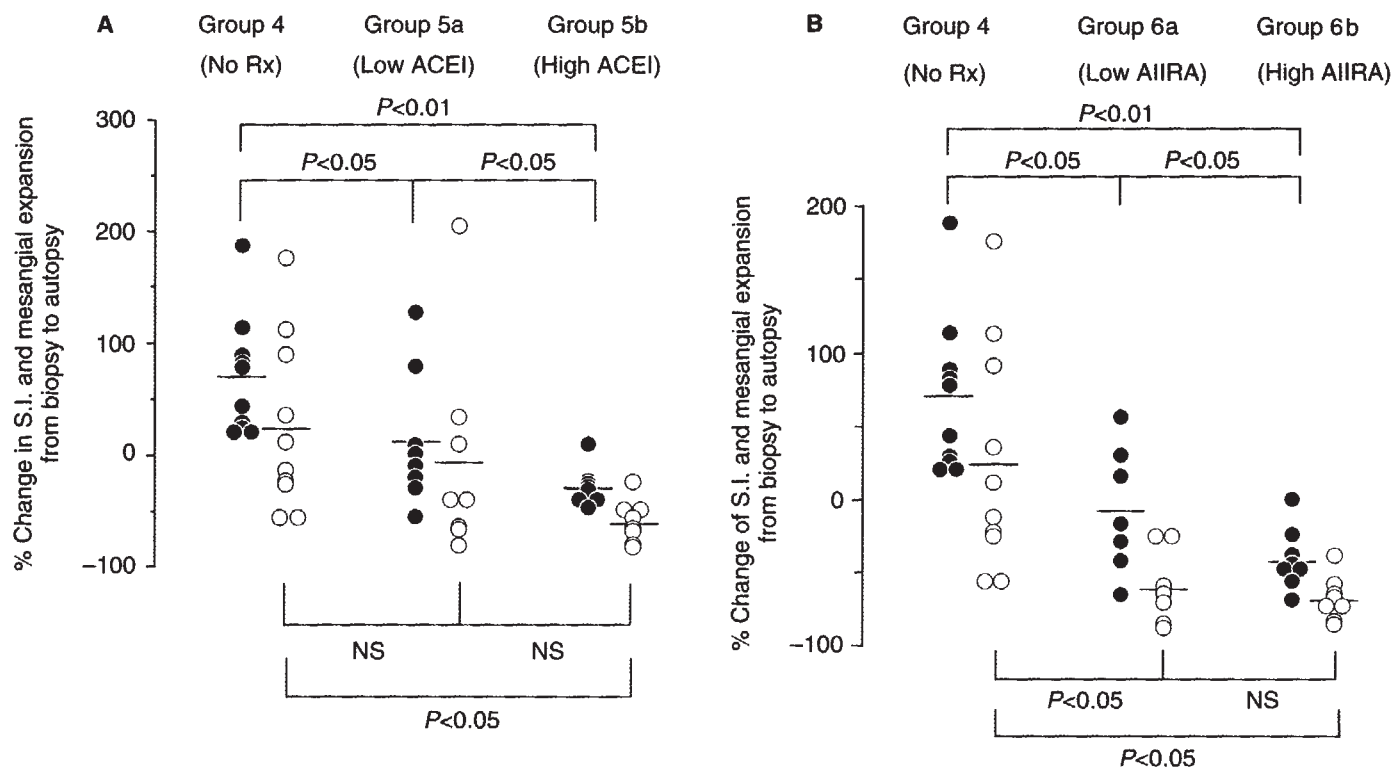 A
Group 4
Group 5a
Group 5b
(No Rx)
(Low ACEI)
(High ACEI)
P<0.01
P<0.05
P<0.05
300
200
100
0
−100
% Change in S.I. and mesangial expansion
from biopsy to autopsy
NS
NS
P<0.05
B
Group 4
Group 6a
Group 6b
(No Rx)
(Low AIIRA)
(High AIIRA)
P<0.01
P<0.05
P<0.05
200
100
0
−100
% Change of S.I. and mesangial expansion
from biopsy to autopsy
P<0.05
NS
P<0.05